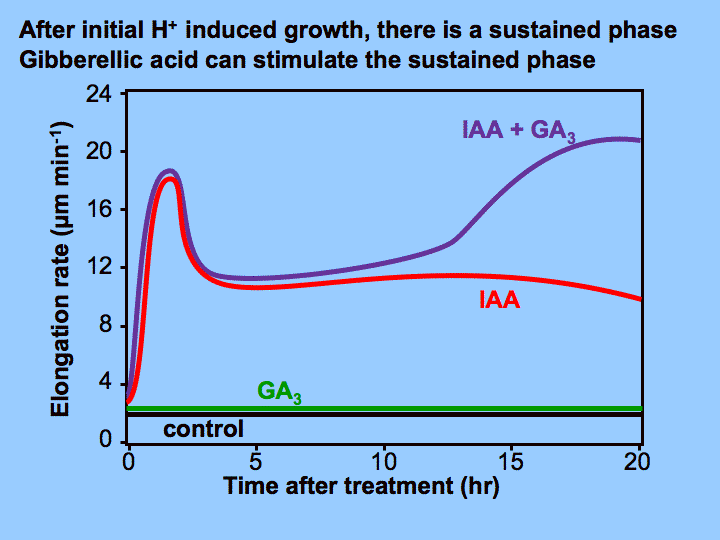 After initial H⁺ induced growth, there is a sustained phase
Gibberellic acid can stimulate the sustained phase
24
20
16
12
8
4
0
Elongation rate (μm min⁻¹)
IAA + GA₃
IAA
GA₃
control
0 5 10 15 20
Time after treatment (hr)